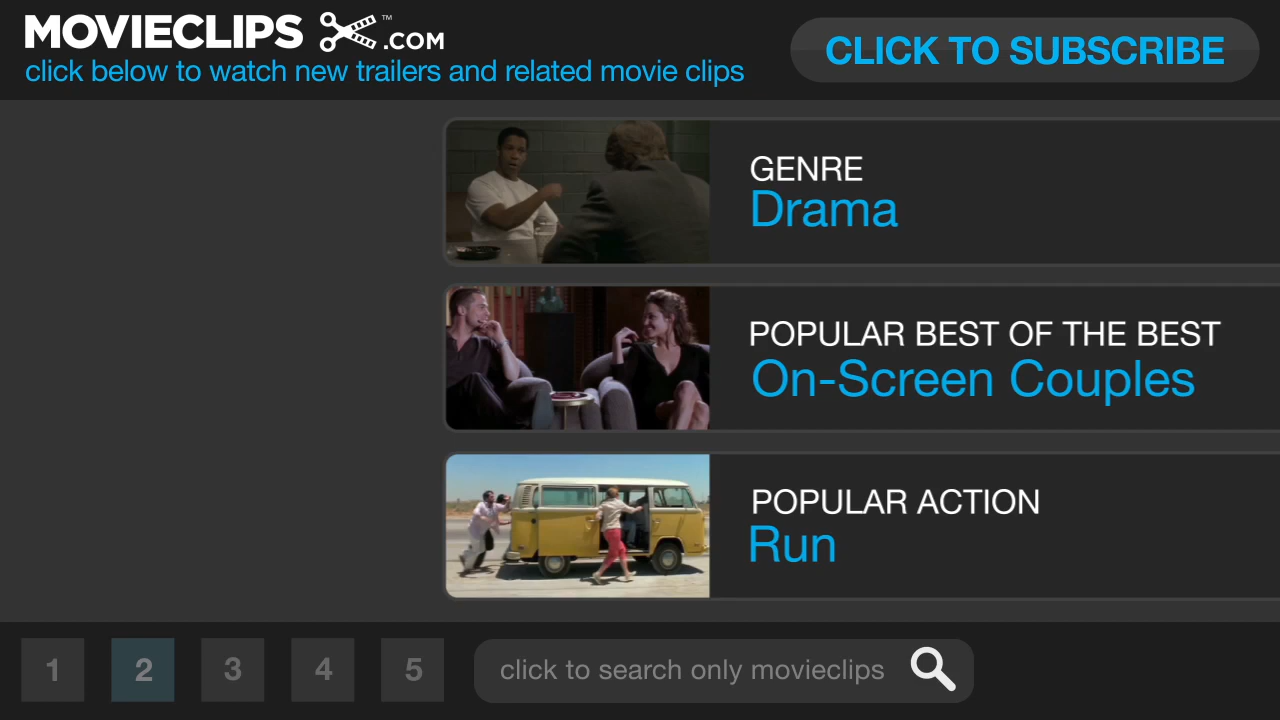 MOVIECLIPS ™ .COM
click below to watch new trailers and related movie clips
CLICK TO SUBSCRIBE
GENRE
Drama
POPULAR BEST OF THE BEST
On-Screen Couples
POPULAR ACTION
Run
1 2 3 4 5
click to search only movieclips